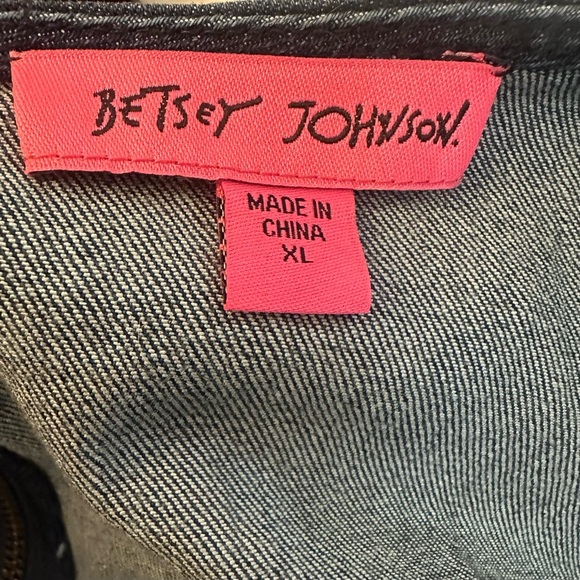 BETSEY JOHNSON.
MADE IN
CHINA
XL